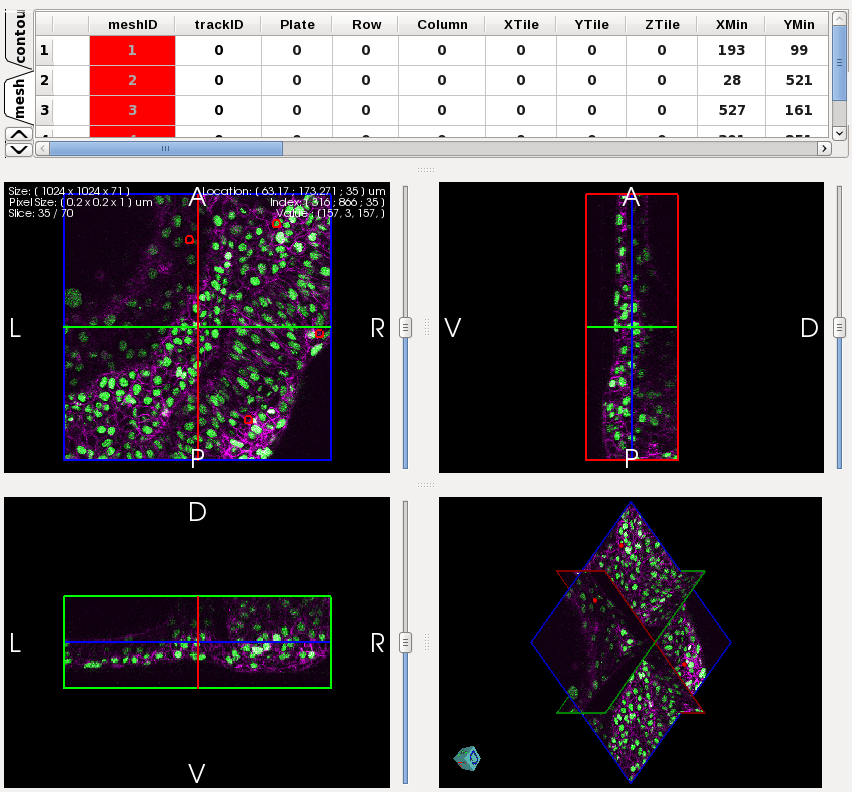 contou
mesh
meshID trackID Plate Row Column XTile YTile ZTile XMin YMin
1 1 0 0 0 0 0 0 0 193 99
2 2 0 0 0 0 0 0 0 28 521
3 3 0 0 0 0 0 0 0 527 161
Size: ( 1024 x 1024 x 71 )
Pixel Size: ( 0.2 x 0.2 x 1 ) um
Slice: 35 / 70
A
Location: ( 63.17 ; 173.271 ; 35 ) um
Index: ( 316 ; 866 ; 35 )
Value: (157, 3, 157, )
L
R
P
A
V
D
P
D
L
R
V